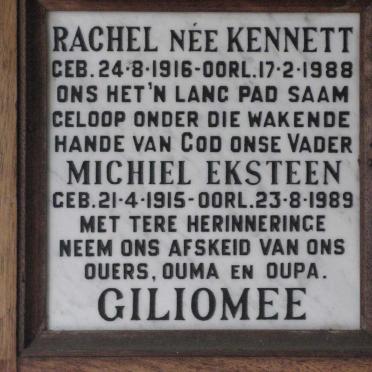 RACHEL NÉE KENNETT
GEB. 24·8·1916-OORL.17·2·1988
ONS HET'N LANG PAD SAAM
GELOOP ONDER DIE WAKENDE
HANDE VAN GOD ONSE VADER
MICHIEL EKSTEEN
GEB. 21·4·1915-OORL.23·8·1989
MET TERE HERINNERINGE
NEEM ONS AFSKEID VAN ONS
OUERS, OUMA EN OUPA.
GILIOMEE